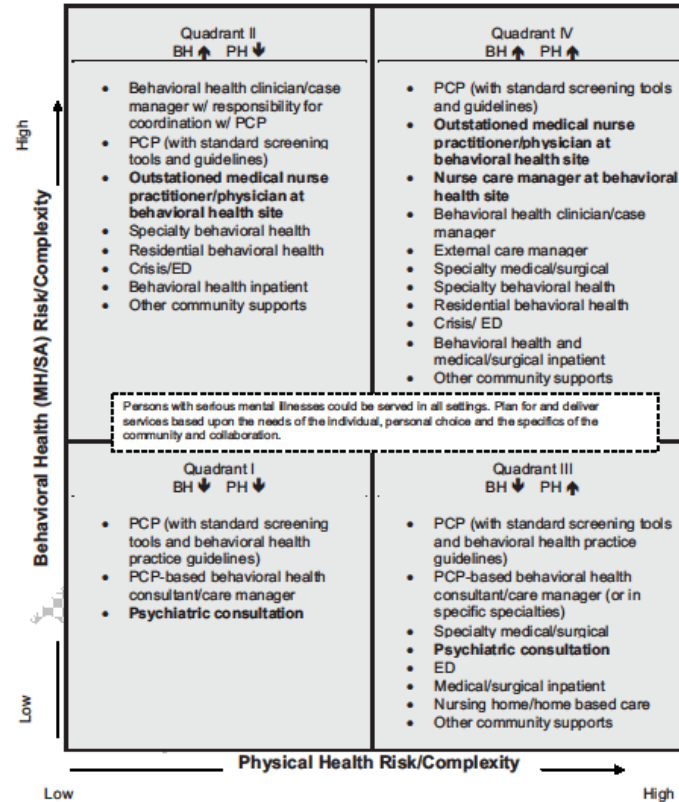 Quadrant II
BH ↑ PH ↓
• Behavioral health clinician/case
manager w/ responsibility for
coordination w/ PCP
• PCP (with standard screening
tools and guidelines)
• Outstationed medical nurse
practitioner/physician at
behavioral health site
• Specialty behavioral health
• Residential behavioral health
• Crisis/ED
• Behavioral health inpatient
• Other community supports
Quadrant IV
BH ↑ PH ↑
• PCP (with standard screening tools
and guidelines)
• Outstationed medical nurse
practitioner/physician at
behavioral health site
• Nurse care manager at behavioral
health site
• Behavioral health clinician/case
manager
• External care manager
• Specialty medical/surgical
• Specialty behavioral health
• Residential behavioral health
• Crisis/ ED
• Behavioral health and
medical/surgical inpatient
• Other community supports
Persons with serious mental illnesses could be served in all settings. Plan for and deliver
services based upon the needs of the individual, personal choice and the specifics of the
community and collaboration.
Quadrant I
BH ↓ PH ↓
• PCP (with standard screening
tools and behavioral health
practice guidelines)
• PCP-based behavioral health
consultant/care manager
• Psychiatric consultation
Quadrant III
BH ↓ PH ↑
• PCP (with standard screening tools
and behavioral health practice
guidelines)
• PCP-based behavioral health
consultant/care manager (or in
specific specialties)
• Specialty medical/surgical
• Psychiatric consultation
• ED
• Medical/surgical inpatient
• Nursing home/home based care
• Other community supports
High
Behavioral Health (MH/SA) Risk/Complexity
Low
Physical Health Risk/Complexity
Low
High